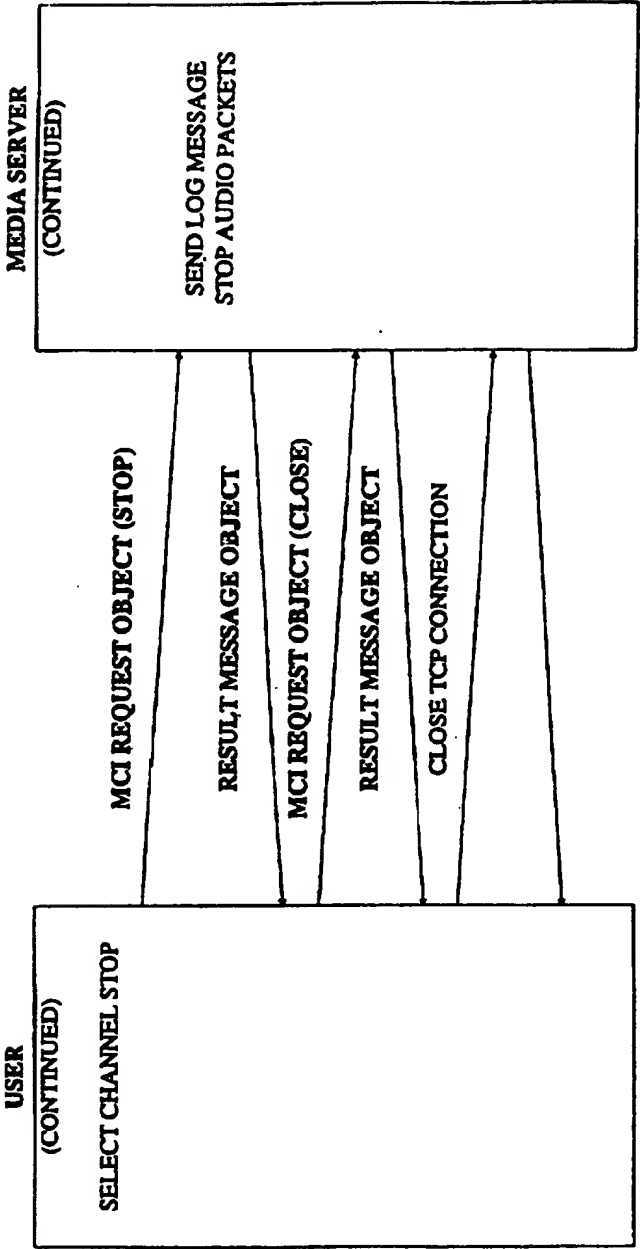 USER
(CONTINUED)
SELECT CHANNEL STOP
MCI REQUEST OBJECT (STOP)
RESULT MESSAGE OBJECT
MCI REQUEST OBJECT (CLOSE)
RESULT MESSAGE OBJECT
CLOSE TCP CONNECTION
MEDIA SERVER
(CONTINUED)
SEND LOG MESSAGE
STOP AUDIO PACKETS